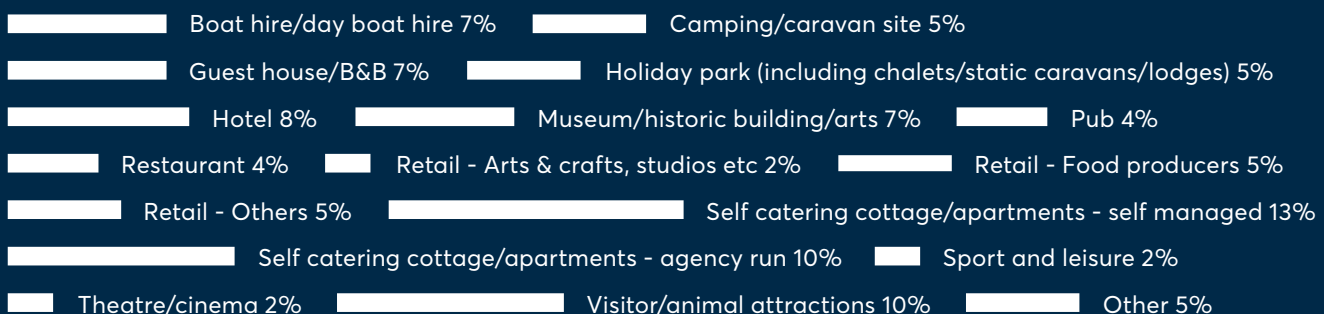 Boat hire/day boat hire 7% Camping/caravan site 5%
Guest house/B&B 7% Holiday park (including chalets/static caravans/lodges) 5%
Hotel 8% Museum/historic building/arts 7% Pub 4%
Restaurant 4% Retail - Arts & crafts, studios etc 2% Retail - Food producers 5%
Retail - Others 5% Self catering cottage/apartments - self managed 13%
Self catering cottage/apartments - agency run 10% Sport and leisure 2%
Theatre/cinema 2% Visitor/animal attractions 10% Other 5%